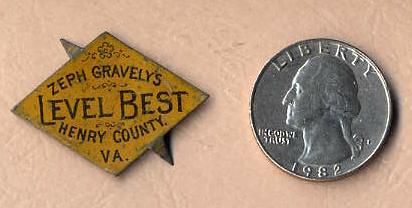 ZEPH GRAVELY'S
LEVEL BEST
HENRY COUNTY.
VA.
LIBERTY
IN GOD WE
TRUST
1982